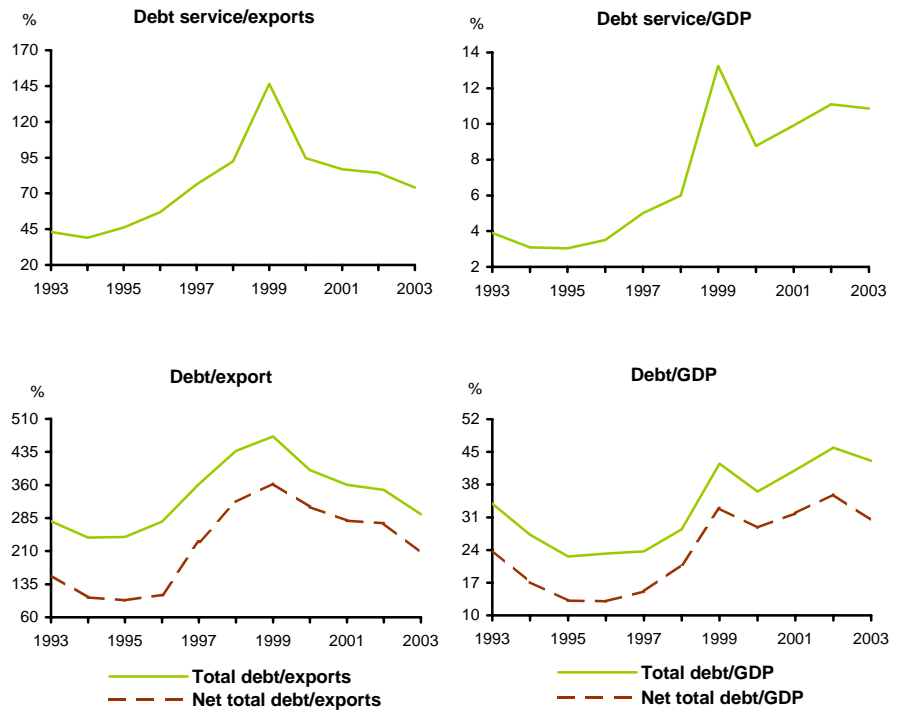 Debt service/exports
%
170
145
120
95
70
45
20
1993 1995 1997 1999 2001 2003
Debt service/GDP
%
14
12
10
8
6
4
2
1993 1995 1997 1999 2001 2003
Debt/export
%
510
435
360
285
210
135
60
1993 1995 1997 1999 2001 2003
Total debt/exports
Net total debt/exports
Debt/GDP
%
52
45
38
31
24
17
10
1993 1995 1997 1999 2001 2003
Total debt/GDP
Net total debt/GDP